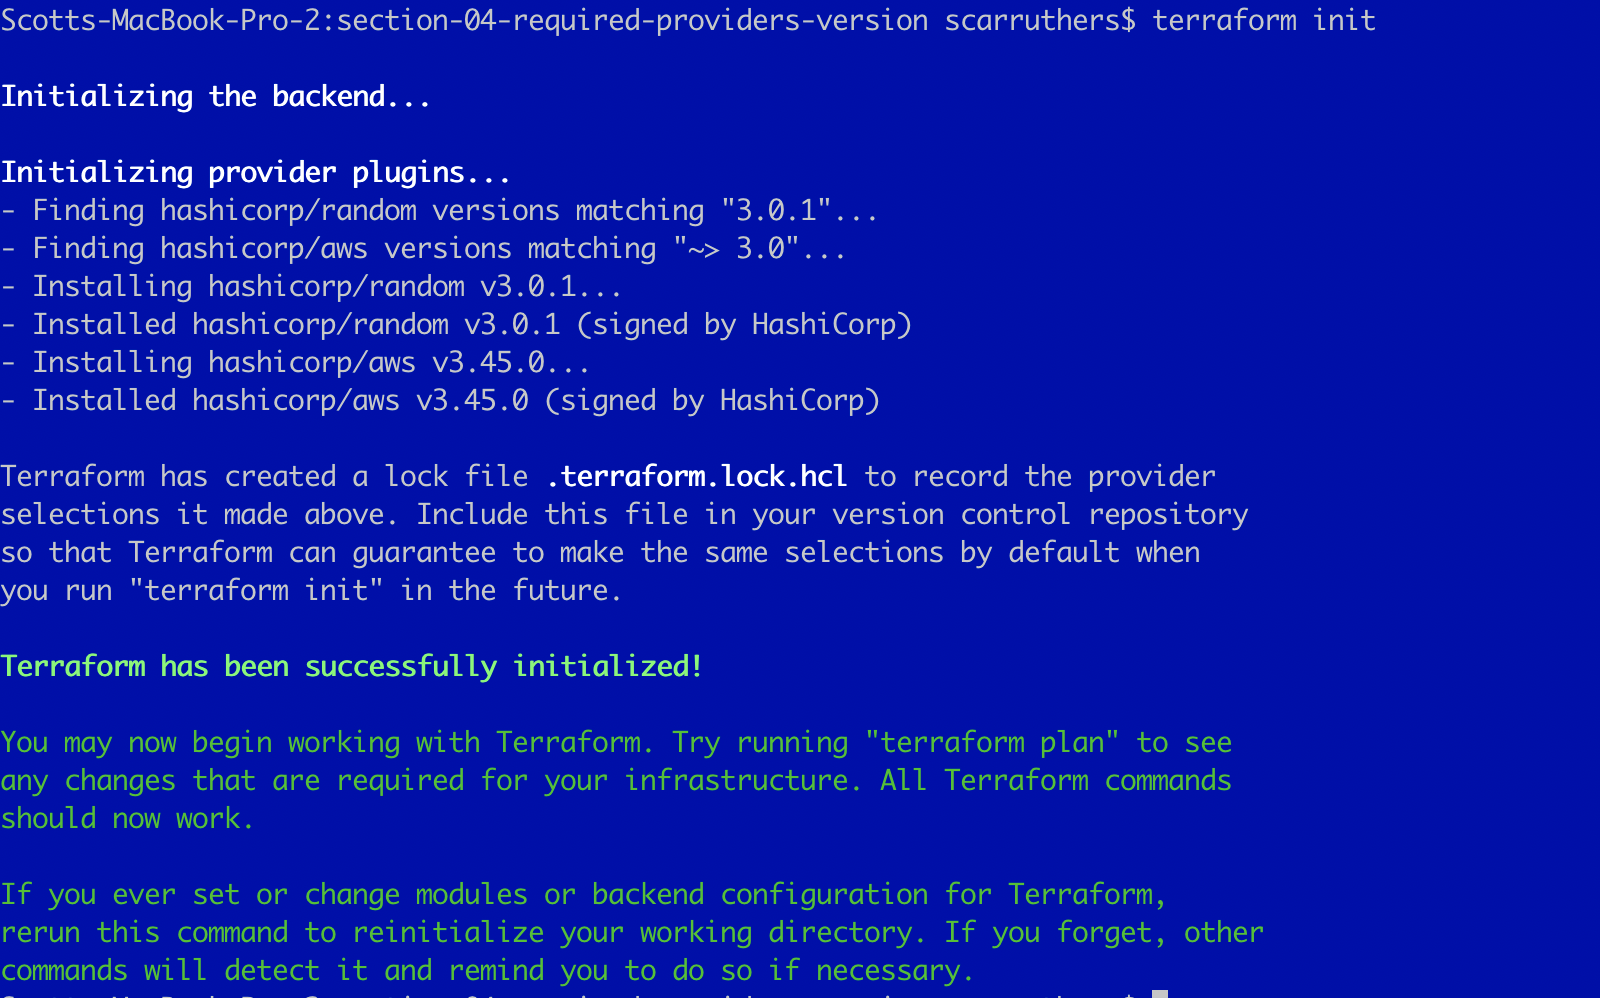 Scotts-MacBook-Pro-2:section-04-required-providers-version scarruthers$ terraform init
Initializing the backend...
Initializing provider plugins...
- Finding hashicorp/random versions matching "3.0.1"...
- Finding hashicorp/aws versions matching "~> 3.0"...
- Installing hashicorp/random v3.0.1...
- Installed hashicorp/random v3.0.1 (signed by HashiCorp)
- Installing hashicorp/aws v3.45.0...
- Installed hashicorp/aws v3.45.0 (signed by HashiCorp)
Terraform has created a lock file .terraform.lock.hcl to record the provider
selections it made above. Include this file in your version control repository
so that Terraform can guarantee to make the same selections by default when
you run "terraform init" in the future.
Terraform has been successfully initialized!
You may now begin working with Terraform. Try running "terraform plan" to see
any changes that are required for your infrastructure. All Terraform commands
should now work.
If you ever set or change modules or backend configuration for Terraform,
rerun this command to reinitialize your working directory. If you forget, other
commands will detect it and remind you to do so if necessary.